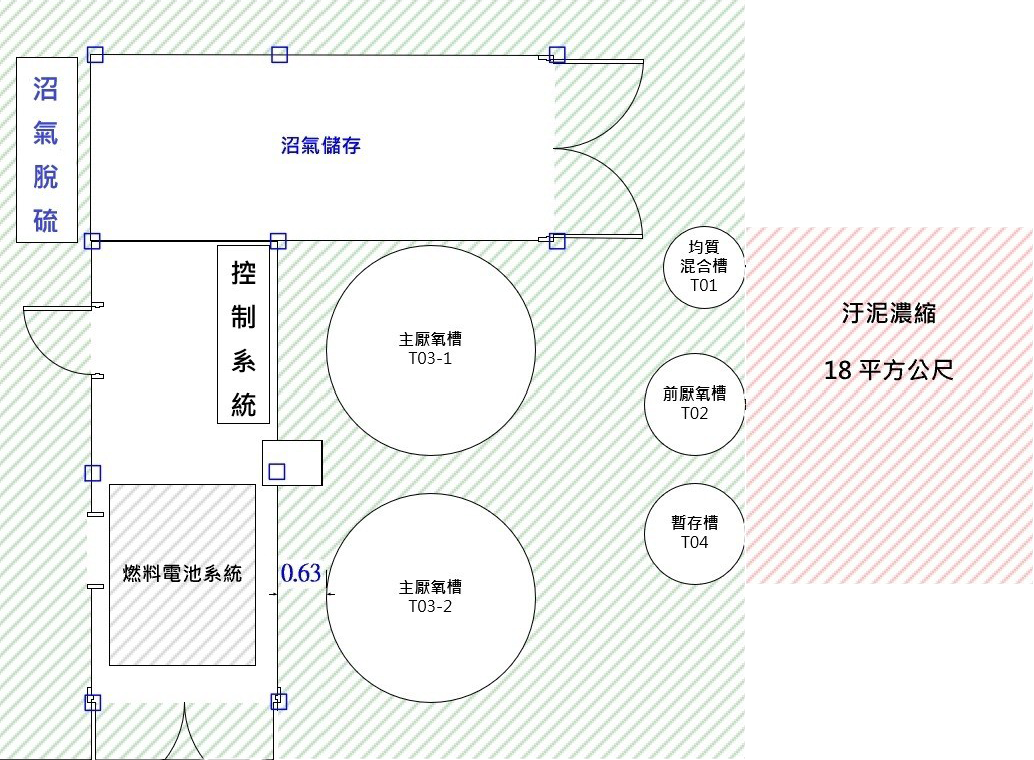 沼氣脫硫
沼氣儲存
控制系統
均質
混合槽
T01
主厭氧槽
T03-1
前厭氧槽
T02
汙泥濃縮
18 平方公尺
暫存槽
T04
燃料電池系統
0.63
主厭氧槽
T03-2